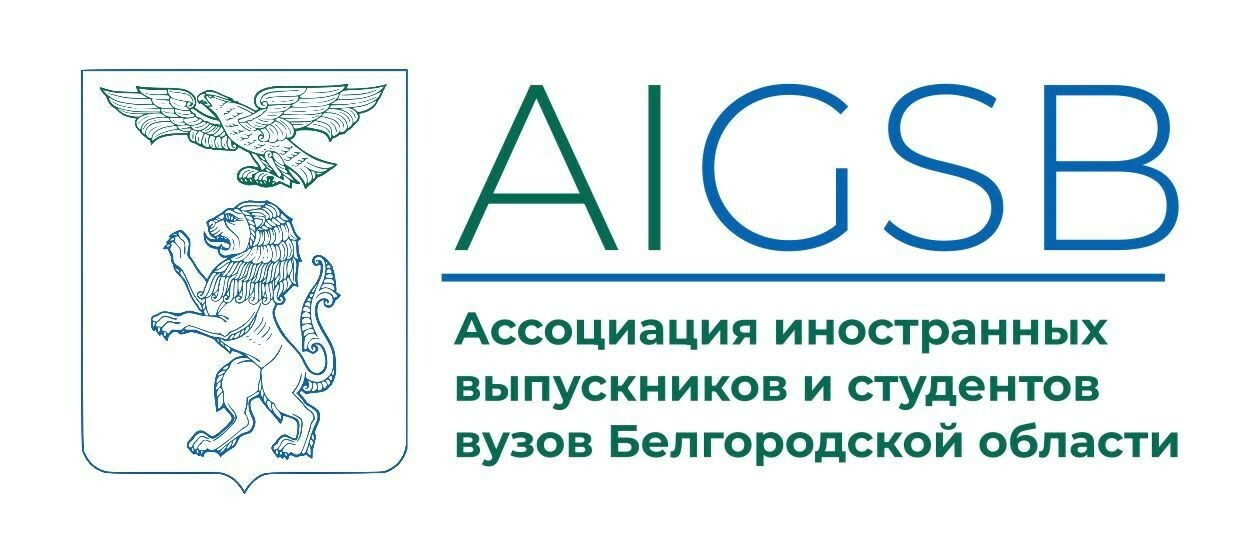 AIGSB
Ассоциация иностранных
выпускников и студентов
вузов Белгородской области